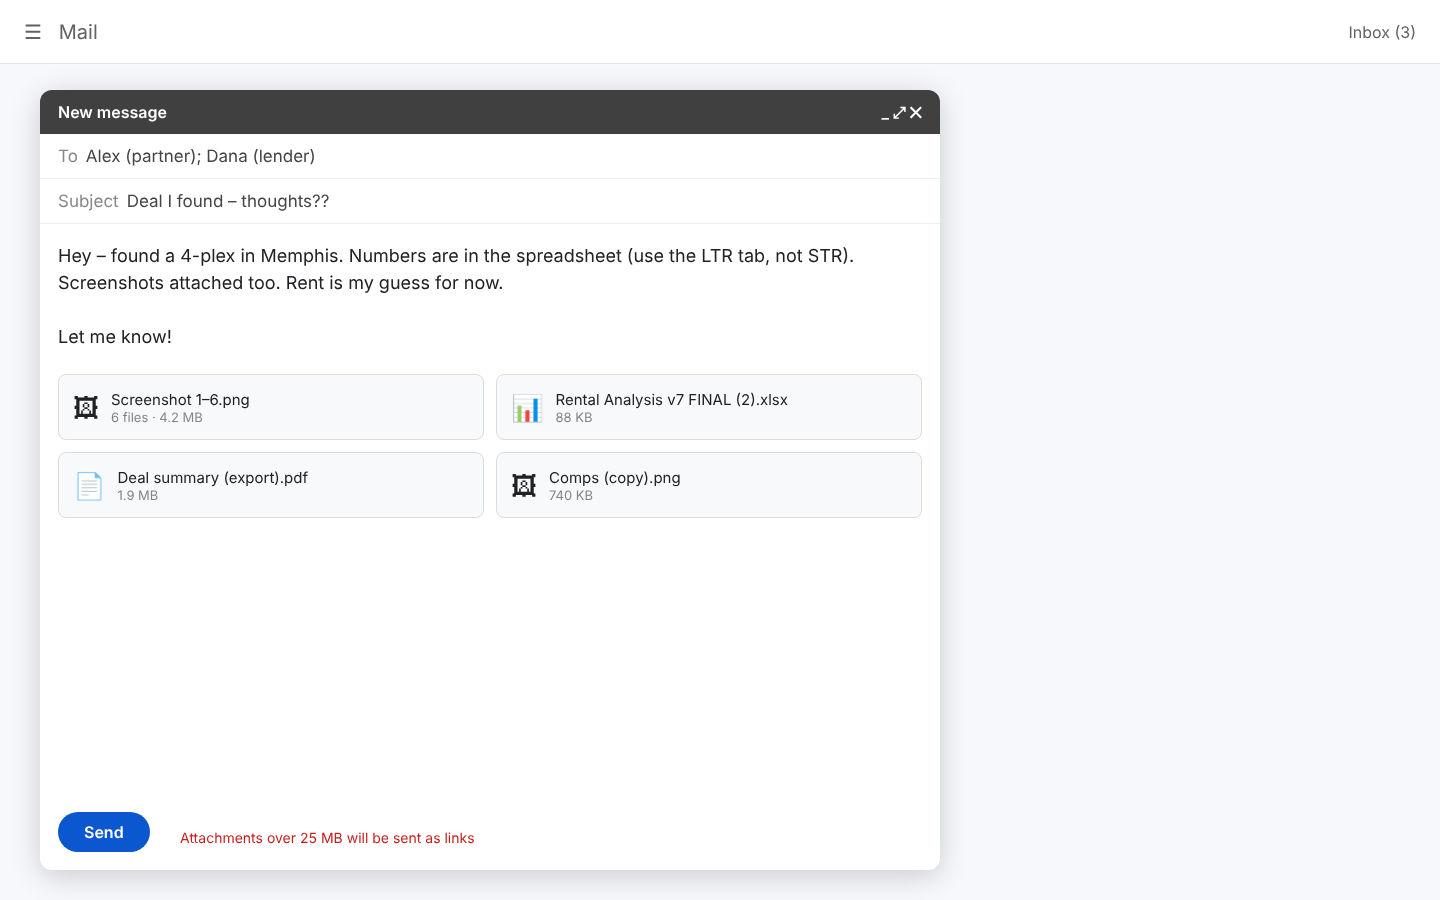 ☰ Mail
Inbox (3)
New message
To Alex (partner); Dana (lender)
Subject Deal I found – thoughts??
Hey – found a 4-plex in Memphis. Numbers are in the spreadsheet (use the LTR tab, not STR).
Screenshots attached too. Rent is my guess for now.
Let me know!
Screenshot 1–6.png
6 files · 4.2 MB
Rental Analysis v7 FINAL (2).xlsx
88 KB
Deal summary (export).pdf
1.9 MB
Comps (copy).png
740 KB
Send
Attachments over 25 MB will be sent as links